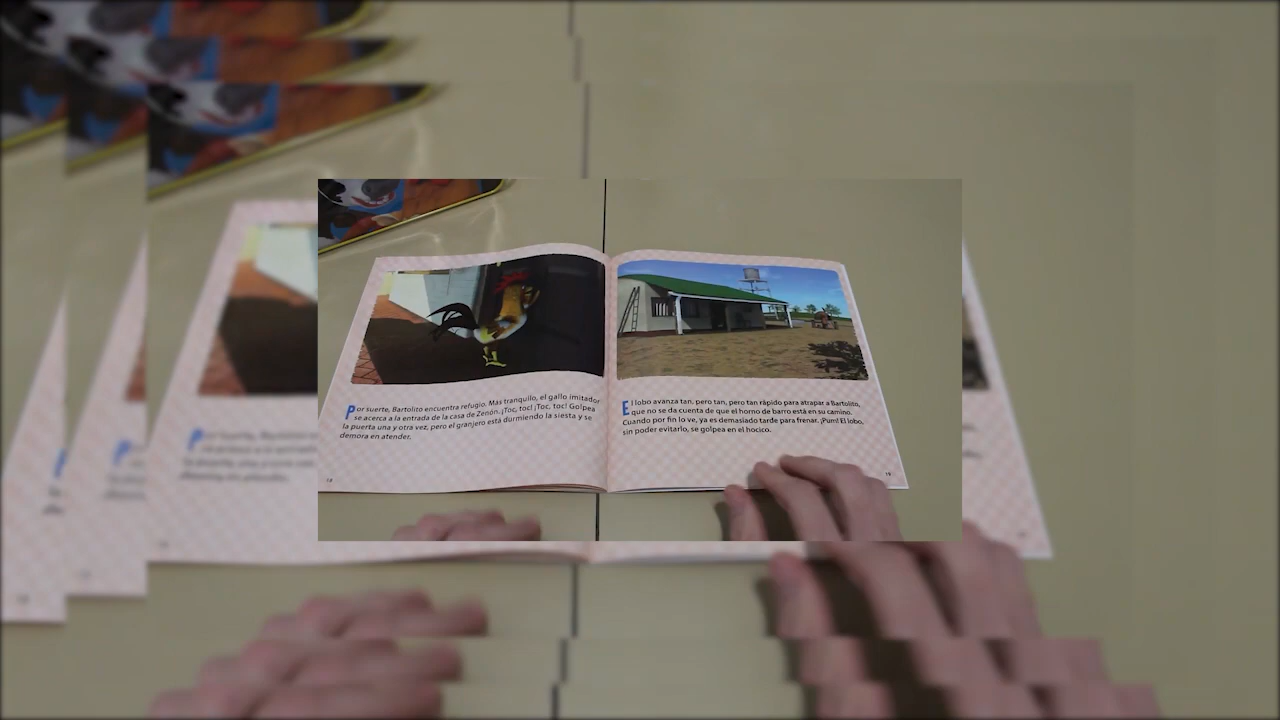 Por suerte, Bartolito encuentra refugio. Más tranquilo, el gallo imitador
se acerca a la entrada de la casa de Zenón. ¡Toc, toc! ¡Toc, toc! Golpea
la puerta una y otra vez, pero el granjero está durmiendo la siesta y se
demora en atender.
18
El lobo avanza tan, pero tan, pero tan rápido para atrapar a Bartolito,
que no se da cuenta de que el horno de barro está en su camino.
Cuando por fin lo ve, ya es demasiado tarde para frenar. ¡Pum! El lobo,
sin poder evitarlo, se golpea en el hocico.
19